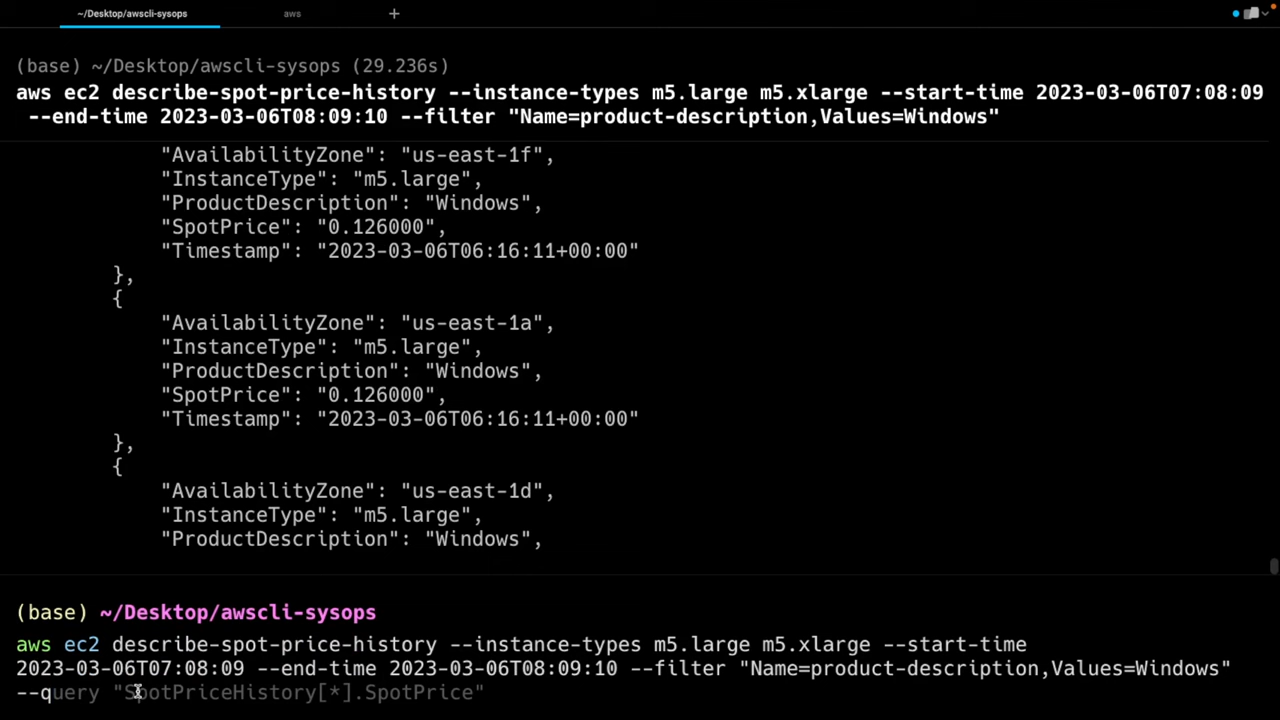 ~/Desktop/awscli-sysops
aws
(base) ~/Desktop/awscli-sysops (29.236s)
aws ec2 describe-spot-price-history --instance-types m5.large m5.xlarge --start-time 2023-03-06T07:08:09
--end-time 2023-03-06T08:09:10 --filter "Name=product-description,Values=Windows"
"AvailabilityZone": "us-east-1f",
"InstanceType": "m5.large",
"ProductDescription": "Windows",
"SpotPrice": "0.126000",
"Timestamp": "2023-03-06T06:16:11+00:00"
},
{
"AvailabilityZone": "us-east-1a",
"InstanceType": "m5.large",
"ProductDescription": "Windows",
"SpotPrice": "0.126000",
"Timestamp": "2023-03-06T06:16:11+00:00"
},
{
"AvailabilityZone": "us-east-1d",
"InstanceType": "m5.large",
"ProductDescription": "Windows",
(base) ~/Desktop/awscli-sysops
aws ec2 describe-spot-price-history --instance-types m5.large m5.xlarge --start-time
2023-03-06T07:08:09 --end-time 2023-03-06T08:09:10 --filter "Name=product-description,Values=Windows"
--query "SpotPriceHistory[*].SpotPrice"